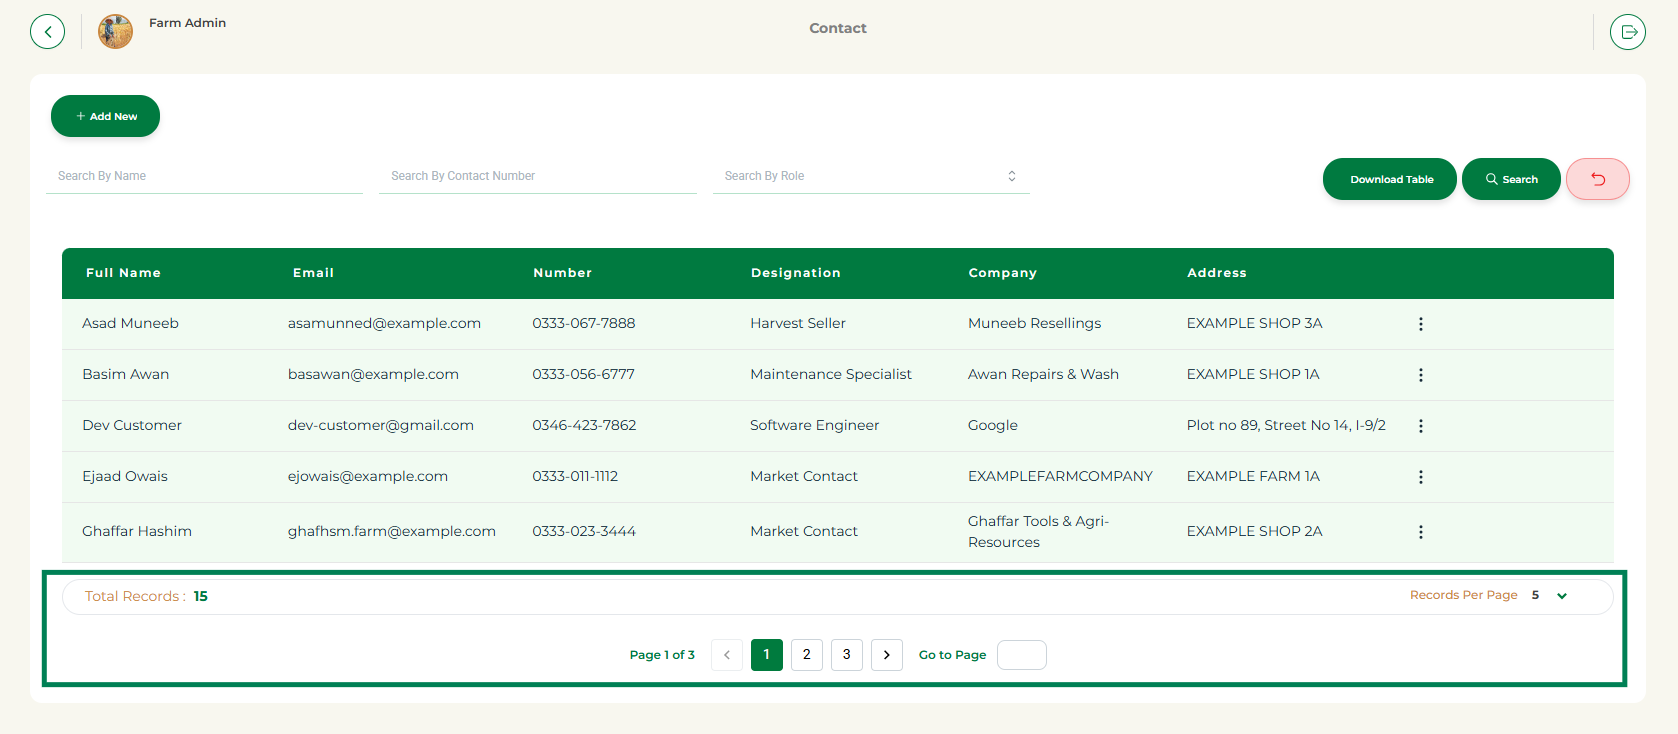 Farm Admin
Contact
+ Add New
Search By Name Search By Contact Number Search By Role
Download Table Search
Full Name Email Number Designation Company Address
Asad Muneeb asamunned@example.com 0333-067-7888 Harvest Seller Muneeb Resellings EXAMPLE SHOP 3A
Basim Awan basawan@example.com 0333-056-6777 Maintenance Specialist Awan Repairs & Wash EXAMPLE SHOP 1A
Dev Customer dev-customer@gmail.com 0346-423-7862 Software Engineer Google Plot no 89, Street No 14, I-9/2
Ejaad Owais ejowais@example.com 0333-011-1112 Market Contact EXAMPLEFARMCOMPANY EXAMPLE FARM 1A
Ghaffar Hashim ghafhsm.farm@example.com 0333-023-3444 Market Contact Ghaffar Tools & Agri-
Resources EXAMPLE SHOP 2A
Total Records : 15 Records Per Page 5
Page 1 of 3 < 1 2 3 > Go to Page